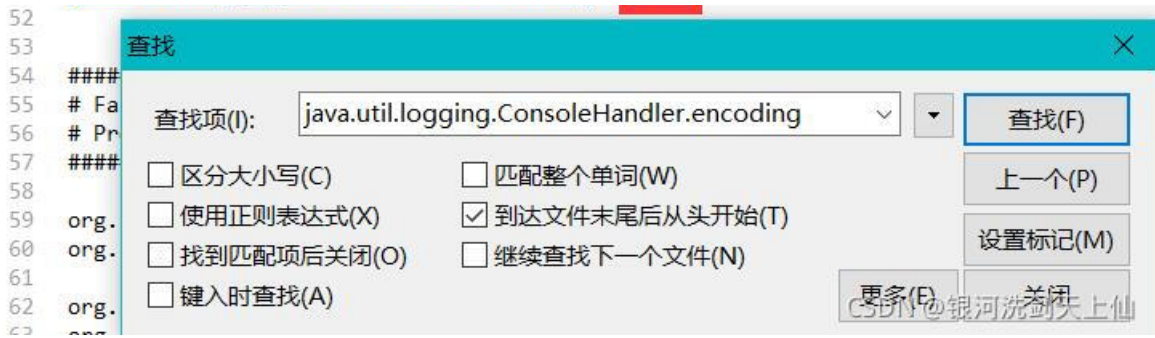 52
53
查找
54 ####
55 # Fa
查找项(I): java.util.logging.ConsoleHandler.encoding 查找(F)
56 # Pr
57 ####
区分大小写(C) 匹配整个单词(W) 上一个(P)
58
59 org.
使用正则表达式(X) 到达文件末尾后从头开始(T)
设置标记(M)
60 org.
找到匹配项后关闭(O) 继续查找下一个文件(N)
61
键入时查找(A) 更多(E) 关闭
62 org.
CSDN @银河洗剑天上仙
63 org.